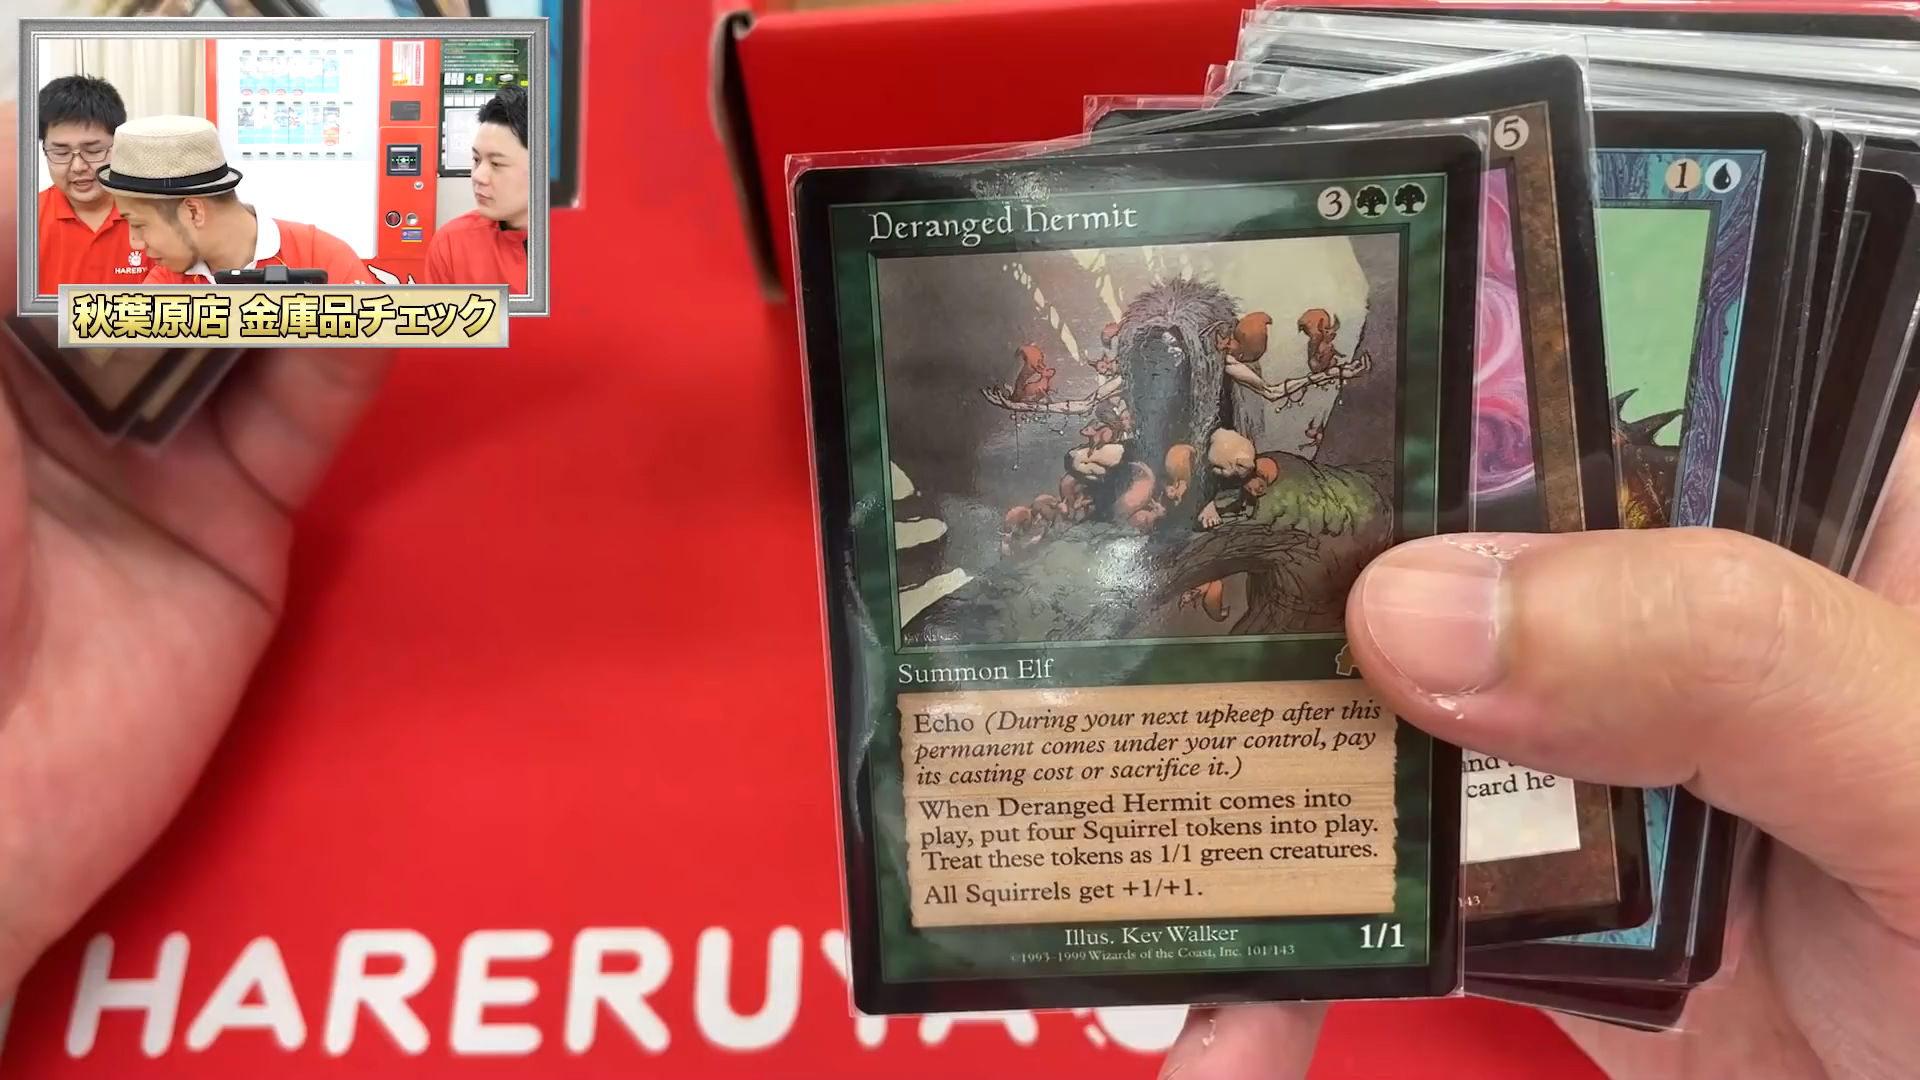 秋葉原店 金庫品チェック
Deranged Hermit
3
5
1
Summon Elf
Echo (During your next upkeep after this
permanent comes under your control, pay
its casting cost or sacrifice it.)
When Deranged Hermit comes into
play, put four Squirrel tokens into play.
Treat these tokens as 1/1 green creatures.
All Squirrels get +1/+1.
Illus. Kev Walker
©1993-1999 Wizards of the Coast, Inc. 101/143
1/1
card he
HARERUYA